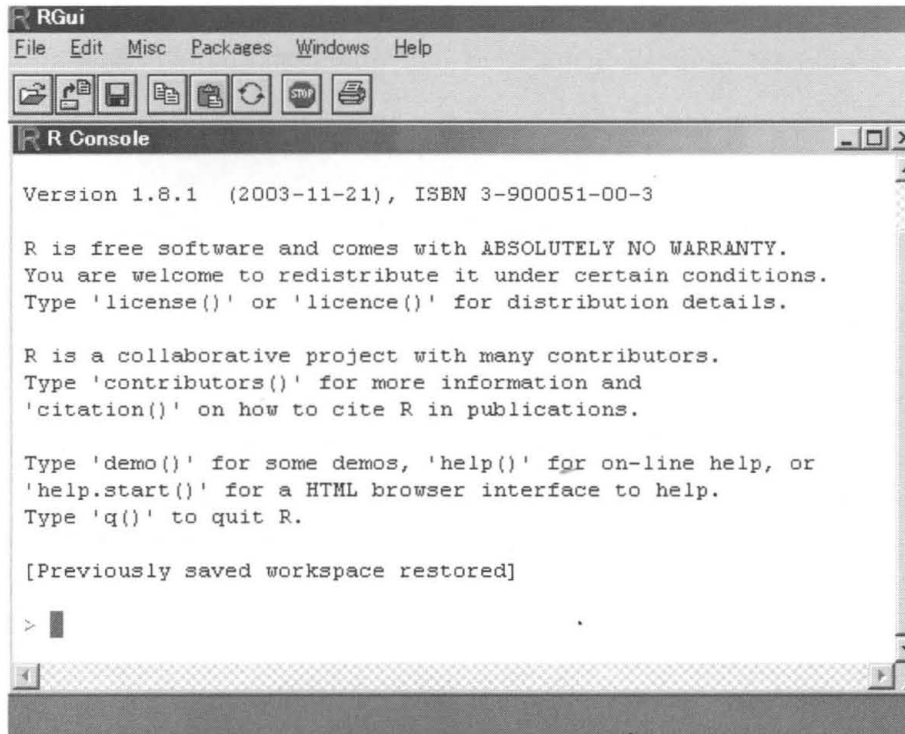 RGui
File Edit Misc Packages Windows Help
STOP
R Console
Version 1.8.1 (2003-11-21), ISBN 3-900051-00-3
R is free software and comes with ABSOLUTELY NO WARRANTY.
You are welcome to redistribute it under certain conditions.
Type 'license()' or 'licence()' for distribution details.
R is a collaborative project with many contributors.
Type 'contributors()' for more information and
'citation()' on how to cite R in publications.
Type 'demo()' for some demos, 'help()' for on-line help, or
'help.start()' for a HTML browser interface to help.
Type 'q()' to quit R.
[Previously saved workspace restored]
>